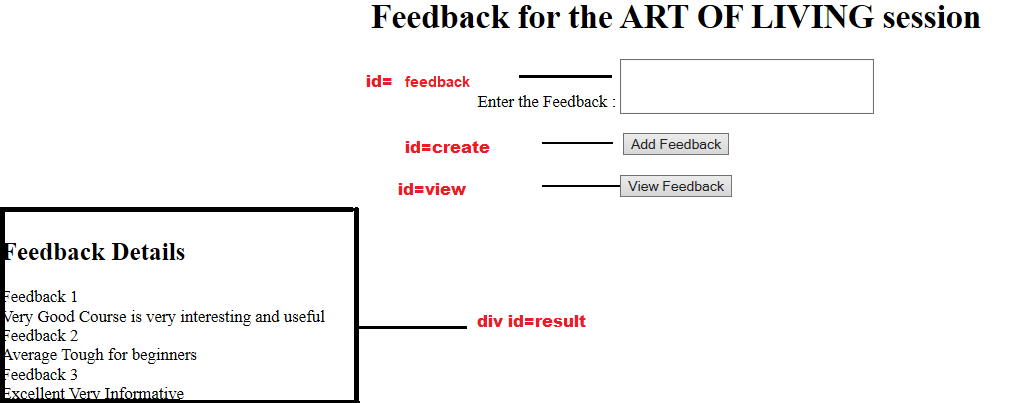 Feedback for the ART OF LIVING session
id= feedback
Enter the Feedback :
id=create
Add Feedback
id=view
View Feedback
Feedback Details
Feedback 1
Very Good Course is very interesting and useful
Feedback 2
Average Tough for beginners
Feedback 3
Excellent Very Informative
div id=result